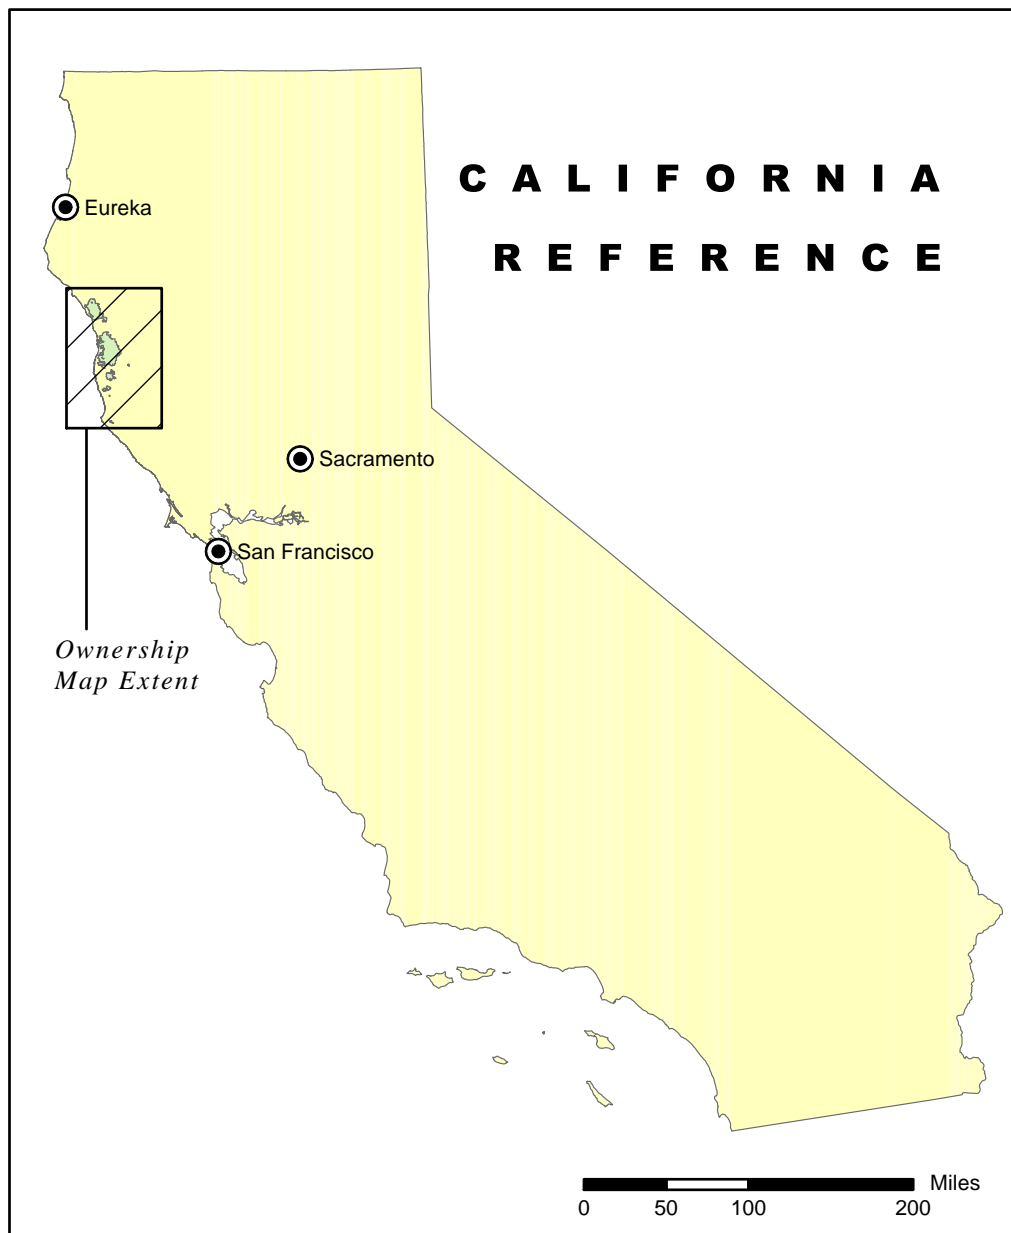 C A L I F O R N I A
R E F E R E N C E
Eureka
Sacramento
San Francisco
Ownership
Map Extent
Miles
0 50 100 200